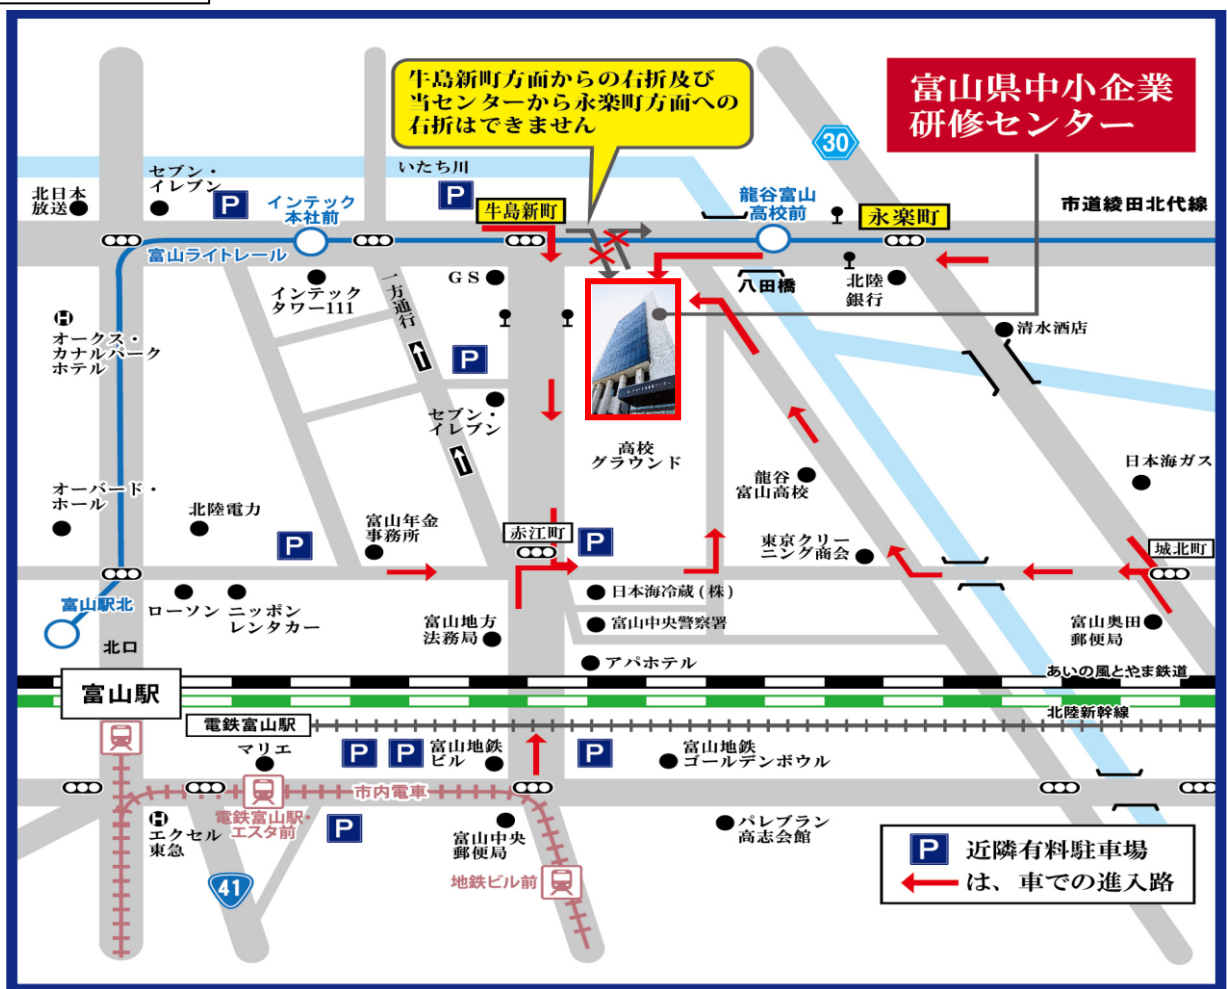 牛島新町方面からの右折及び
当センターから永楽町方面への
右折はできません
富山県中小企業
研修センター
30
いたち川
セブン・
イレブン
北日本
放送
P
P
インテック
本社前
牛島新町
龍谷富山
高校前
永楽町
市道綾田北代線
富山ライトレール
GS
インテック
タワー111
一方通行
八田橋
北陸
銀行
H
オークス・
カナルパーク
ホテル
清水酒店
P
セブン・
イレブン
高校
グラウンド
龍谷
富山高校
日本海ガス
オーバード・
ホール
北陸電力
P
富山年金
事務所
赤江町
P
東京クリー
ニング商会
城北町
富山駅北
ローソン
ニッポン
レンタカー
富山地方
法務局
日本海冷蔵(株)
富山中央警察署
富山奥田
郵便局
北口
アパホテル
あいの風とやま鉄道
富山駅
北陸新幹線
電鉄富山駅
マリエ
P
P
富山地鉄
ビル
P
富山地鉄
ゴールデンボウル
市内電車
電鉄富山駅・
エスタ前
H
エクセル
東急
P
富山中央
郵便局
パレブラン
高志会館
41
地鉄ビル前
P 近隣有料駐車場
は、車での進入路